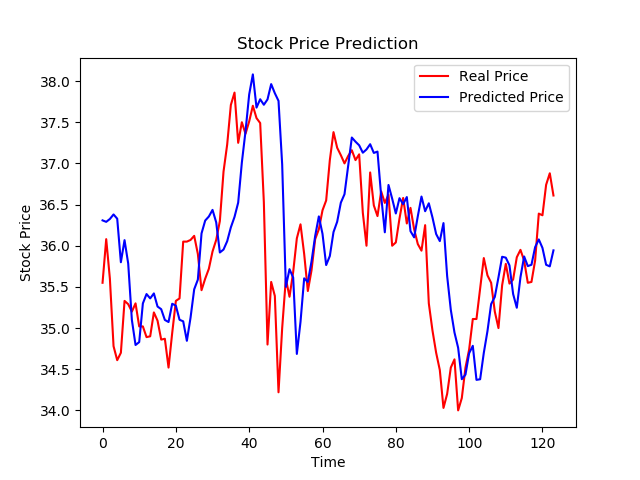 Stock Price Prediction
Real Price
Predicted Price
38.0
37.5
37.0
36.5
36.0
35.5
35.0
34.5
34.0
Stock Price
0 20 40 60 80 100 120
Time